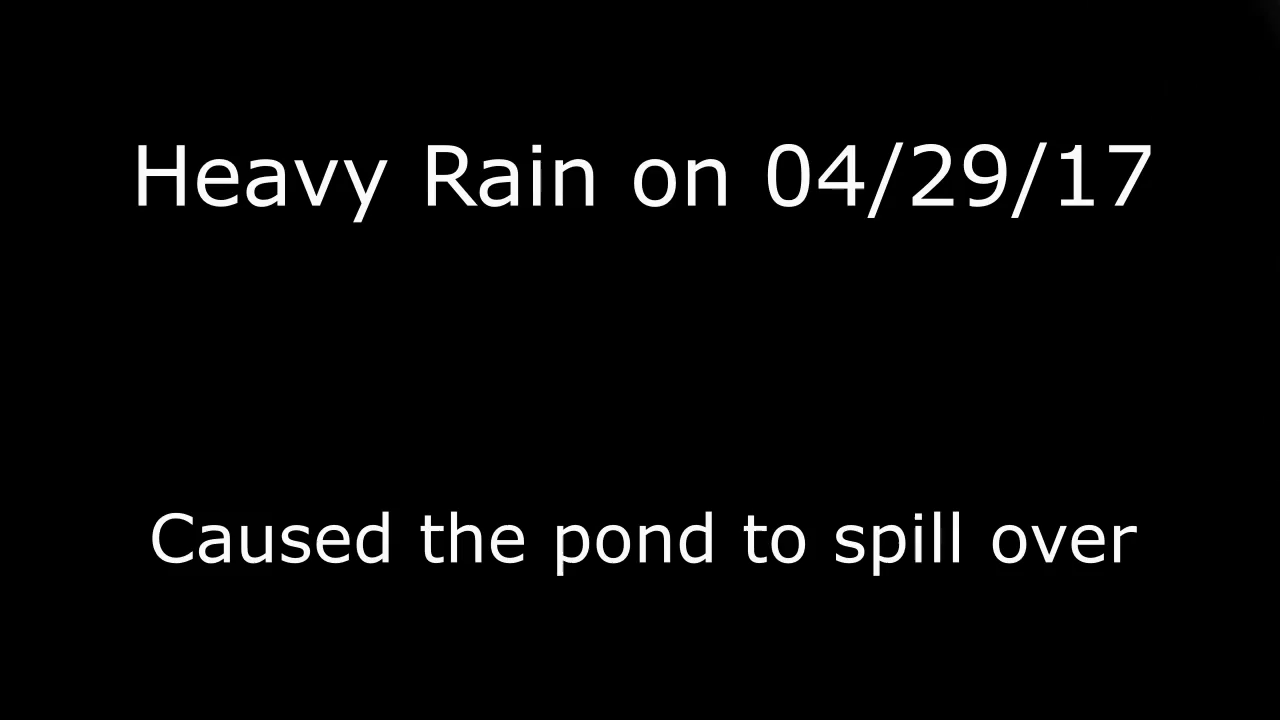 Heavy Rain on 04/29/17
Caused the pond to spill over